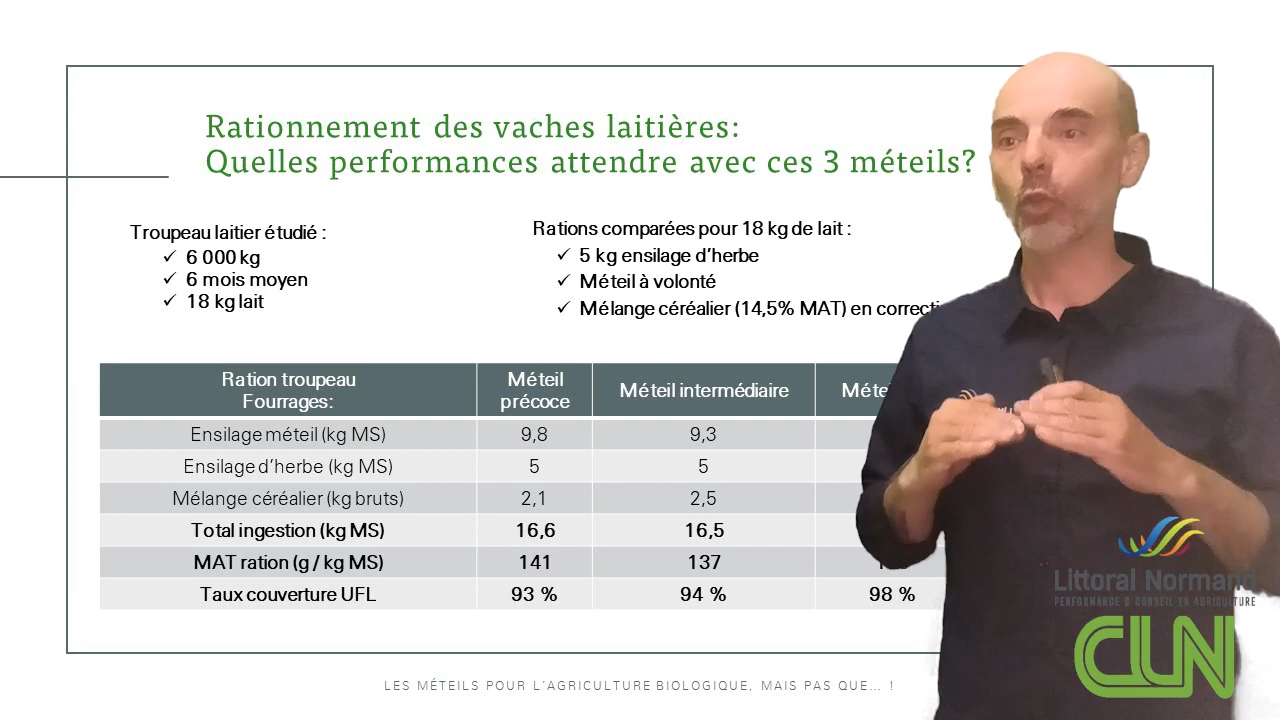 Rationnement des vaches laitières:
Quelles performances attendre avec ces 3 méteils?
Troupeau laitier étudié :
✓ 6 000 kg
✓ 6 mois moyen
✓ 18 kg lait
Rations comparées pour 18 kg de lait :
✓ 5 kg ensilage d’herbe
✓ Méteil à volonté
✓ Mélange céréalier (14,5% MAT) en
Ration troupeau Fourrages: Méteil précoce Méteil intermédiaire
Ensilage méteil (kg MS) 9,8 9,3
Ensilage d’herbe (kg MS) 5 5
Mélange céréalier (kg bruts) 2,1 2,5
Total ingestion (kg MS) 16,6 16,5
MAT ration (g / kg MS) 141 137
Taux couverture UFL 93 % 94 % 98 %
Littoral Normand
PERFORMANCE & CONSEIL EN AGRICULTURE
CLN
LES MÉTEILS POUR L’AGRICULTURE BIOLOGIQUE, MAIS PAS QUE… !